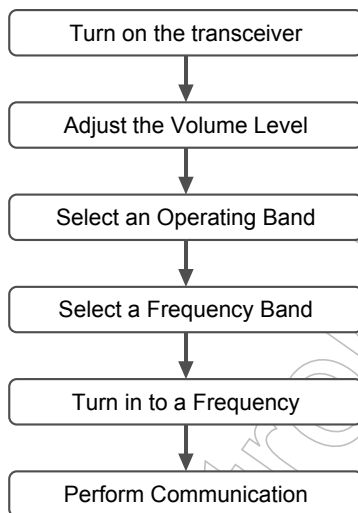 Turn on the transceiver
Adjust the Volume Level
Select an Operating Band
Select a Frequency Band
Turn in to a Frequency
Perform Communication